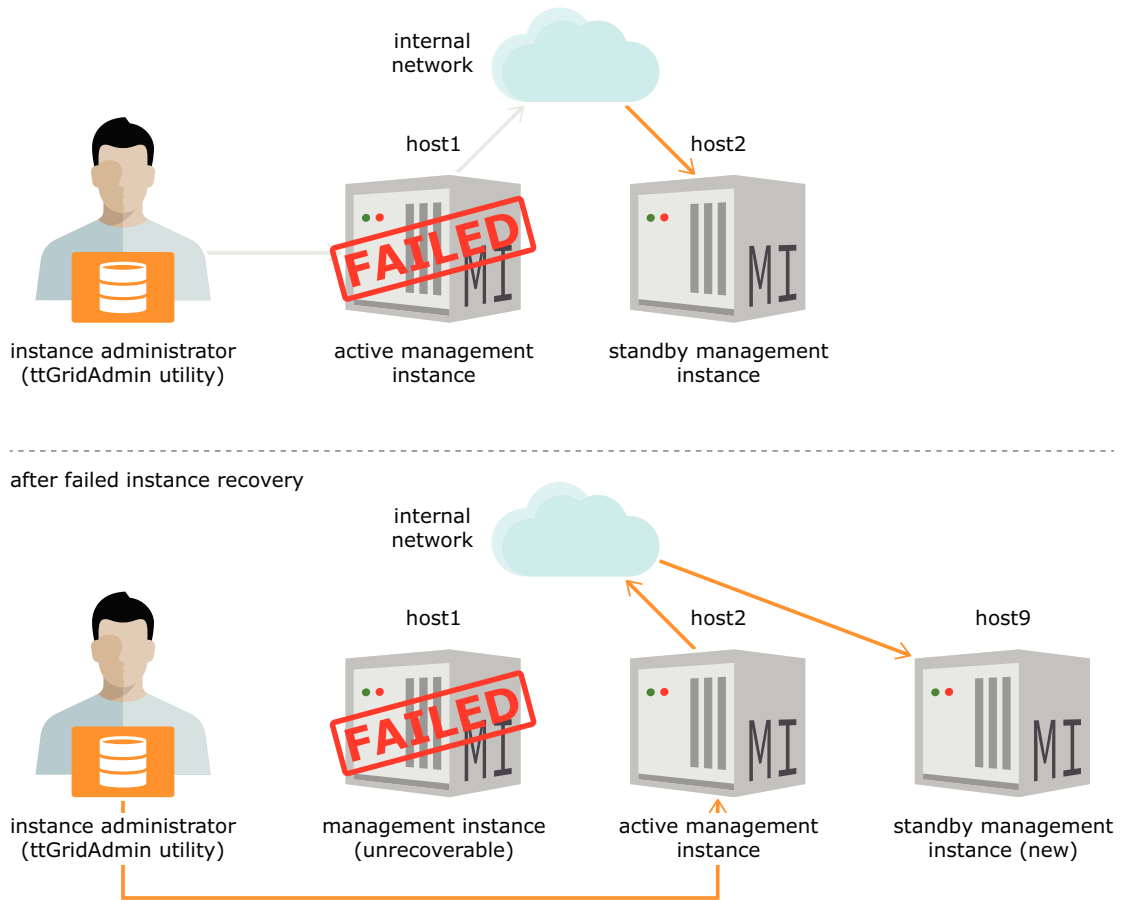 internal
network
host1
host2
FAILED
MI
MI
instance administrator
(ttGridAdmin utility)
active management
instance
standby management
instance
after failed instance recovery
internal
network
host1
host2
host9
FAILED
MI
MI
MI
instance administrator
(ttGridAdmin utility)
management instance
(unrecoverable)
active management
instance
standby management
instance (new)